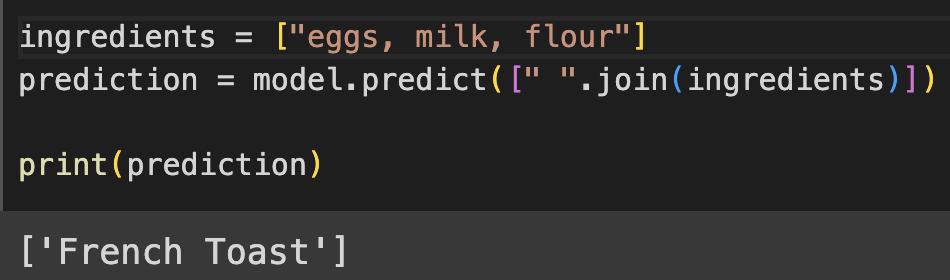 ingredients = ["eggs, milk, flour"]
prediction = model.predict([" ".join(ingredients)])
print(prediction)
['French Toast']